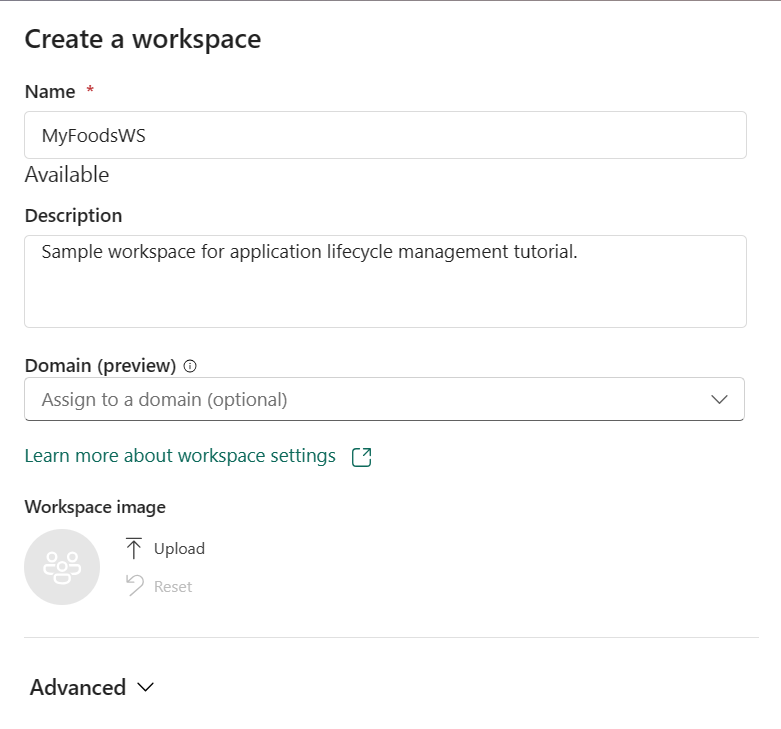 Create a workspace
Name *
MyFoodsWS
Available
Description
Sample workspace for application lifecycle management tutorial.
Domain (preview)
Assign to a domain (optional)
Learn more about workspace settings
Workspace image
Upload
Reset
Advanced